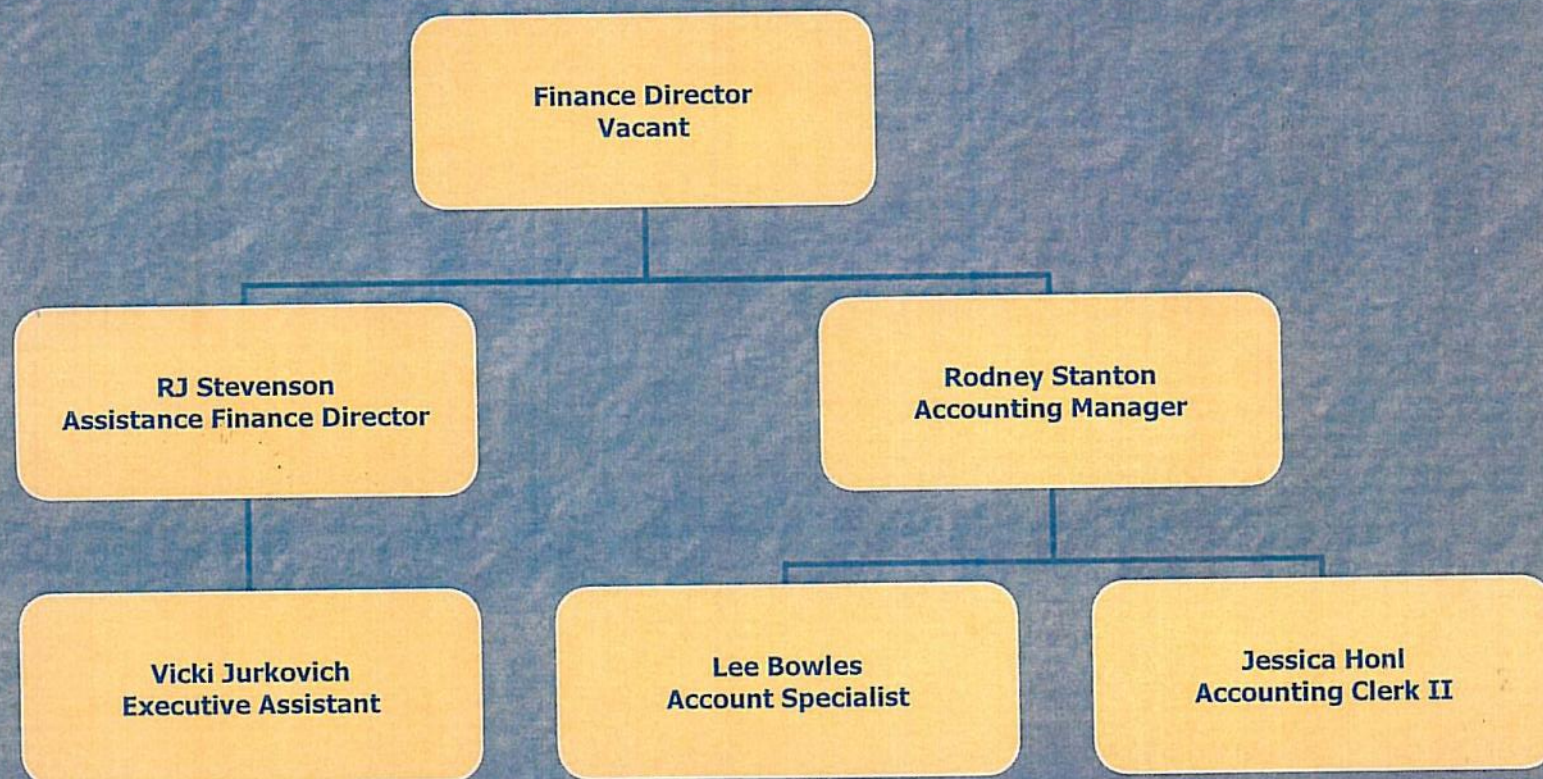 Finance Director
Vacant
RJ Stevenson
Assistance Finance Director
Rodney Stanton
Accounting Manager
Vicki Jurkovich
Executive Assistant
Lee Bowles
Account Specialist
Jessica Honl
Accounting Clerk II